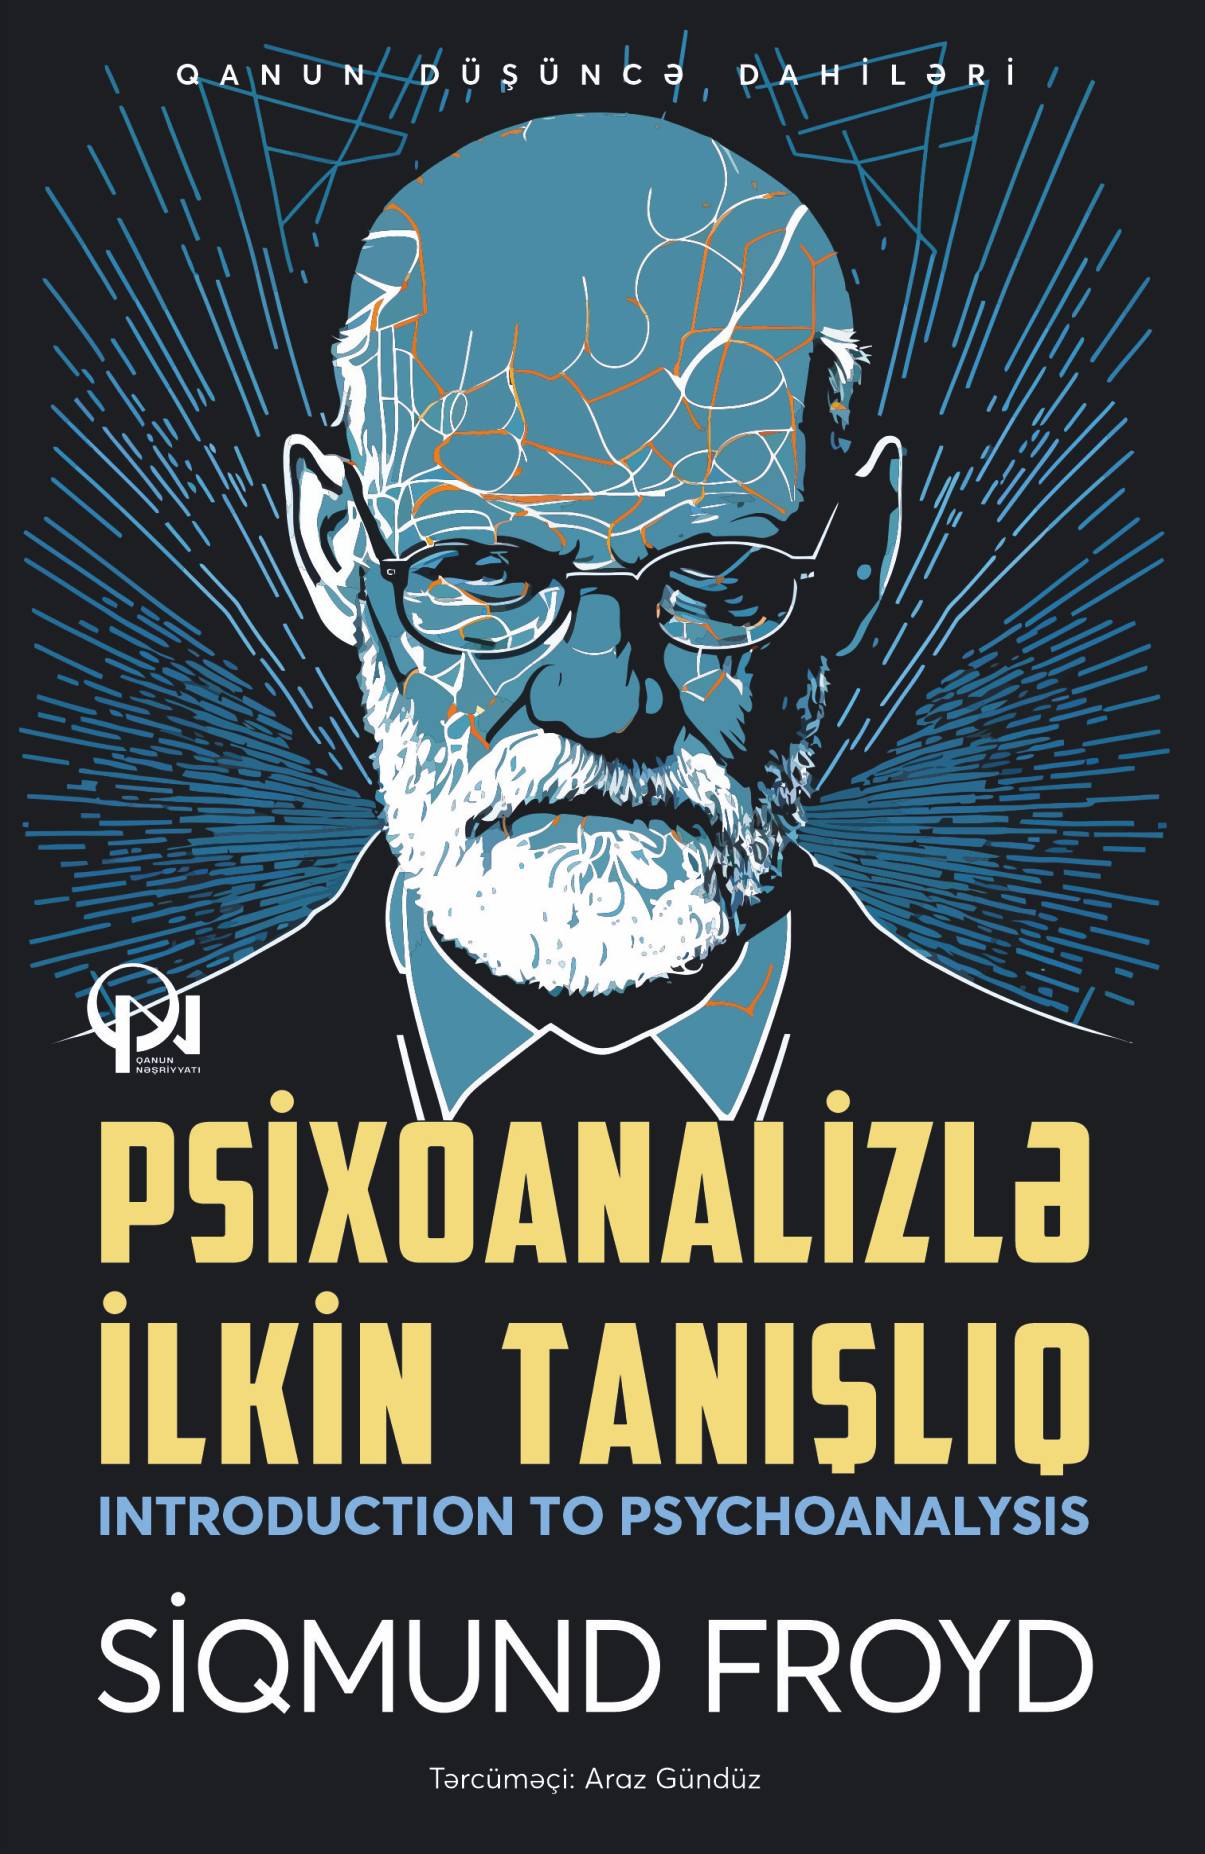 QANUN DÜŞÜNCƏ DAHİLƏRİ
QANUN
NƏŞRİYYATI
PSİXOANALİZLƏ
İLKİN TANIŞLIQ
INTRODUCTION TO PSYCHOANALYSIS
SİQMUND FROYD
Tərcüməçi: Araz Gündüz